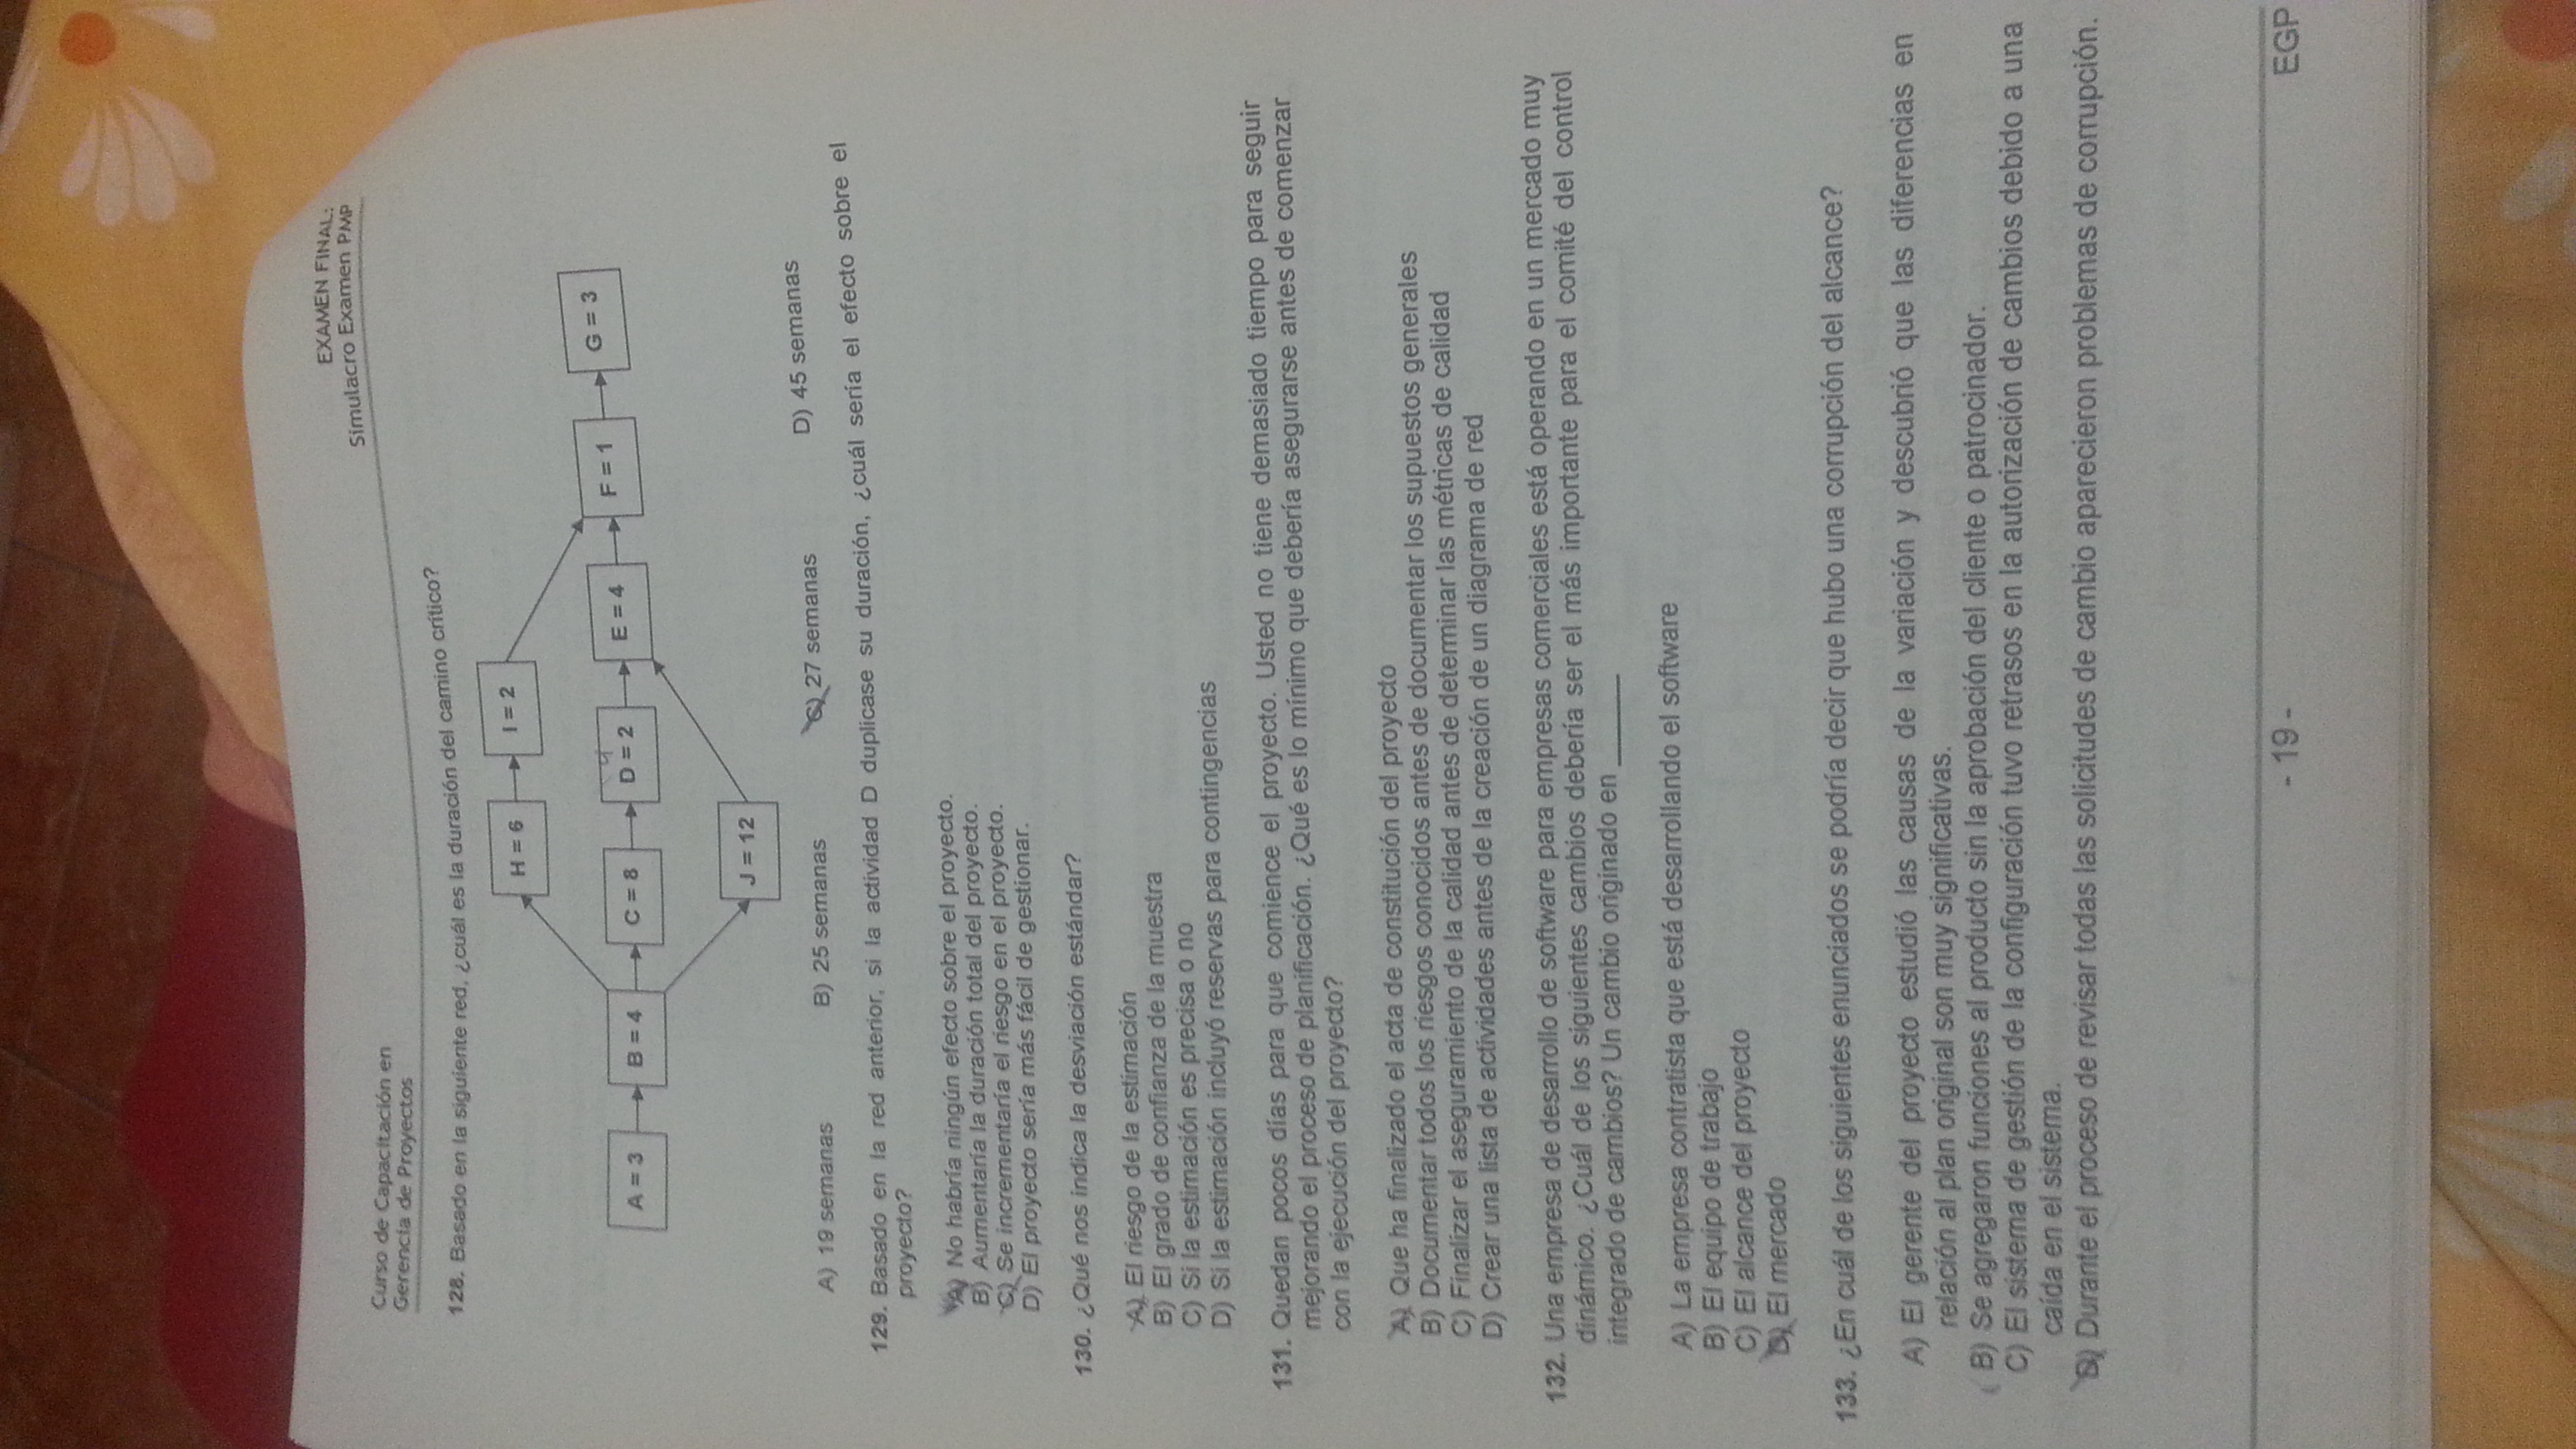 EXAMEN FINAL:
Simulacro Examen PMP
Curso de Capacitación en
Gerencia de Proyectos
128. Basado en la siguiente red, ¿cuál es la duración del camino crítico?
H = 6
I = 2
A = 3
B = 4
C = 8
4
D = 2
E = 4
F = 1
G = 3
J = 12
A) 19 semanas
B) 25 semanas
C) 27 semanas
D) 45 semanas
129. Basado en la red anterior, si la actividad D duplicase su duración, ¿cuál sería el efecto sobre el
proyecto?
A) No habría ningún efecto sobre el proyecto.
B) Aumentaría la duración total del proyecto.
C) Se incrementaría el riesgo en el proyecto.
D) El proyecto sería más fácil de gestionar.
130. ¿Qué nos indica la desviación estándar?
A) El riesgo de la estimación
B) El grado de confianza de la muestra
C) Si la estimación es precisa o no
D) Si la estimación incluyó reservas para contingencias
131. Quedan pocos días para que comience el proyecto. Usted no tiene demasiado tiempo para seguir
mejorando el proceso de planificación. ¿Qué es lo mínimo que debería asegurarse antes de comenzar
con la ejecución del proyecto?
A) Que ha finalizado el acta de constitución del proyecto
B) Documentar todos los riesgos conocidos antes de documentar los supuestos generales
C) Finalizar el aseguramiento de la calidad antes de determinar las métricas de calidad
D) Crear una lista de actividades antes de la creación de un diagrama de red
132. Una empresa de desarrollo de software para empresas comerciales está operando en un mercado muy
dinámico. ¿Cuál de los siguientes cambios debería ser el más importante para el comité del control
integrado de cambios? Un cambio originado en ______
A) La empresa contratista que está desarrollando el software
B) El equipo de trabajo
C) El alcance del proyecto
D) El mercado
133. ¿En cuál de los siguientes enunciados se podría decir que hubo una corrupción del alcance?
A) El gerente del proyecto estudió las causas de la variación y descubrió que las diferencias en
relación al plan original son muy significativas.
B) Se agregaron funciones al producto sin la aprobación del cliente o patrocinador.
C) El sistema de gestión de la configuración tuvo retrasos en la autorización de cambios debido a una
caída en el sistema.
D) Durante el proceso de revisar todas las solicitudes de cambio aparecieron problemas de corrupción.
- 19 -
EGP